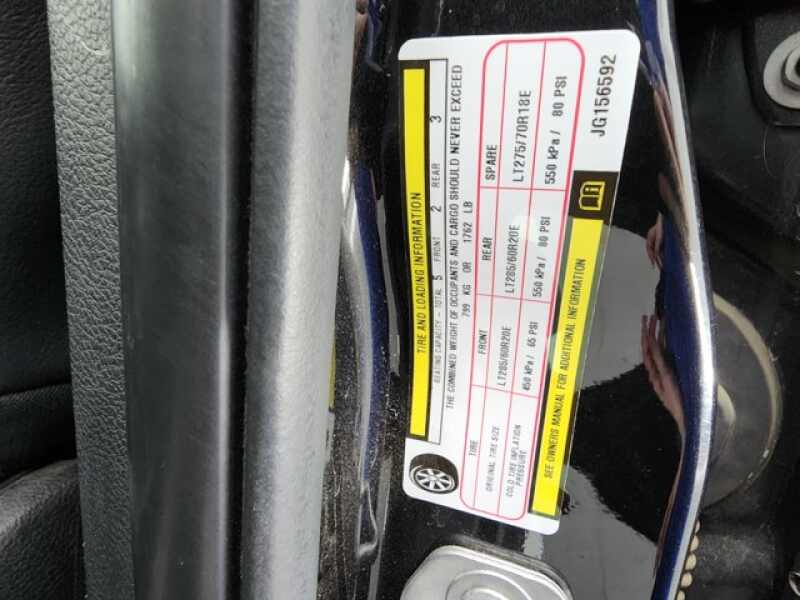 TIRE AND LOADING INFORMATION
SEATING CAPACITY - TOTAL 5 FRONT 2 REAR 3
THE COMBINED WEIGHT OF OCCUPANTS AND CARGO SHOULD NEVER EXCEED
799 KG OR 1762 LB
TIRE FRONT REAR SPARE
ORIGINAL TIRE SIZE LT285/60R20E LT285/60R20E LT275/70R18E
COLD TIRE INFLATION PRESSURE 450 kPa/ 65 PSI 550 kPa/ 80 PSI 550 kPa/ 80 PSI
SEE OWNERS MANUAL FOR ADDITIONAL INFORMATION
JG156592